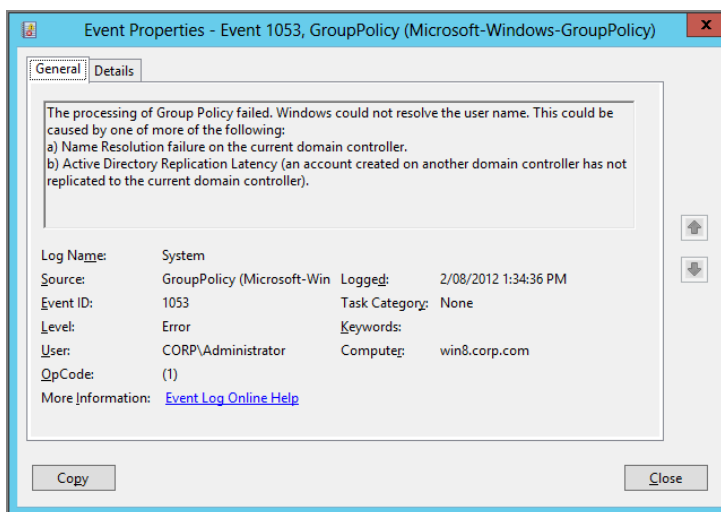 Event Properties - Event 1053, GroupPolicy (Microsoft-Windows-GroupPolicy)
x
General Details
The processing of Group Policy failed. Windows could not resolve the user name. This could be
caused by one of more of the following:
a) Name Resolution failure on the current domain controller.
b) Active Directory Replication Latency (an account created on another domain controller has not
replicated to the current domain controller).
Log Name: System
Source: GroupPolicy (Microsoft-Win Logged: 2/08/2012 1:34:36 PM
Event ID: 1053 Task Category: None
Level: Error Keywords:
User: CORP\Administrator Computer: win8.corp.com
OpCode: (1)
More Information: Event Log Online Help
Copy Close